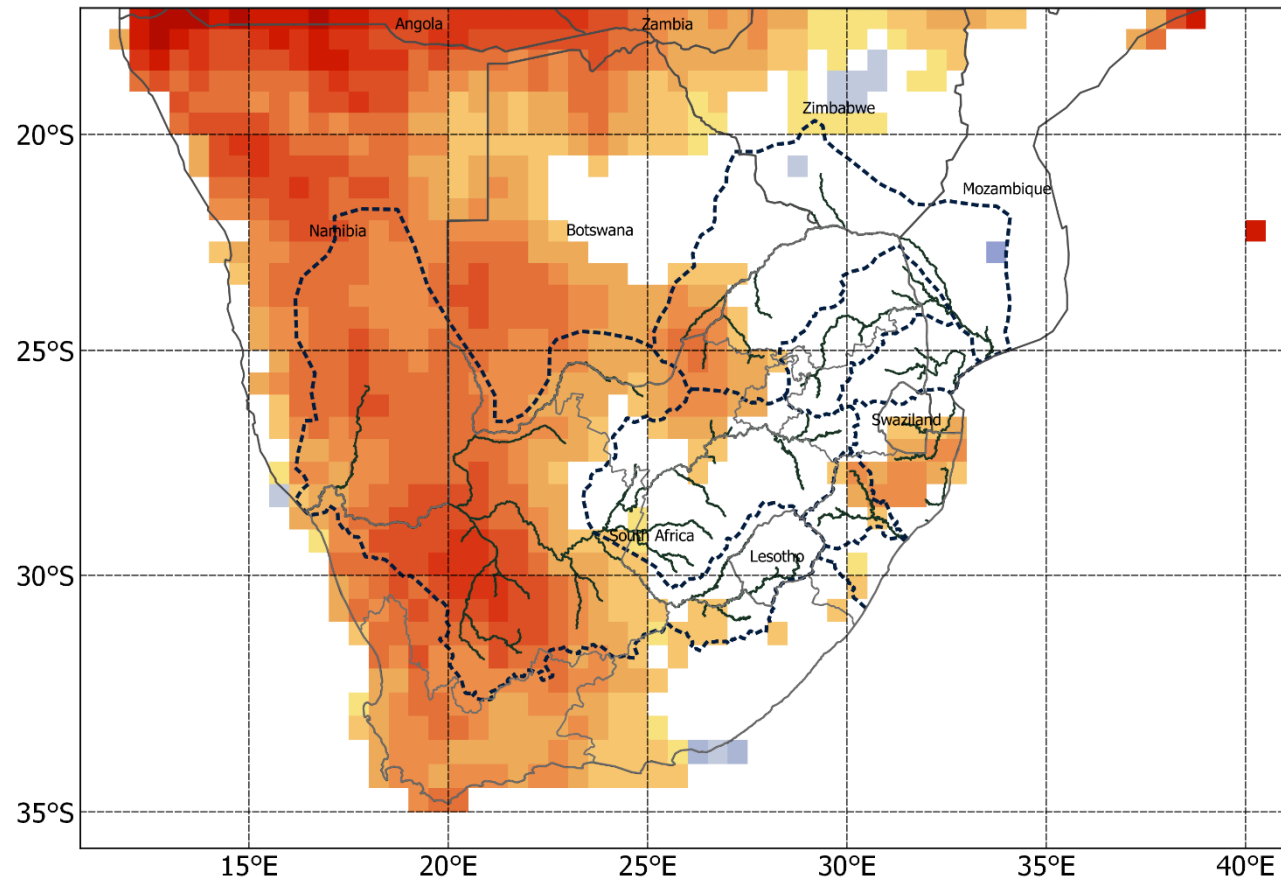 Angola
Zambia
Zimbabwe
20°S
Mozambique
Namibia
Botswana
25°S
Swaziland
South Africa
Lesotho
30°S
35°S
15°E
20°E
25°E
30°E
35°E
40°E